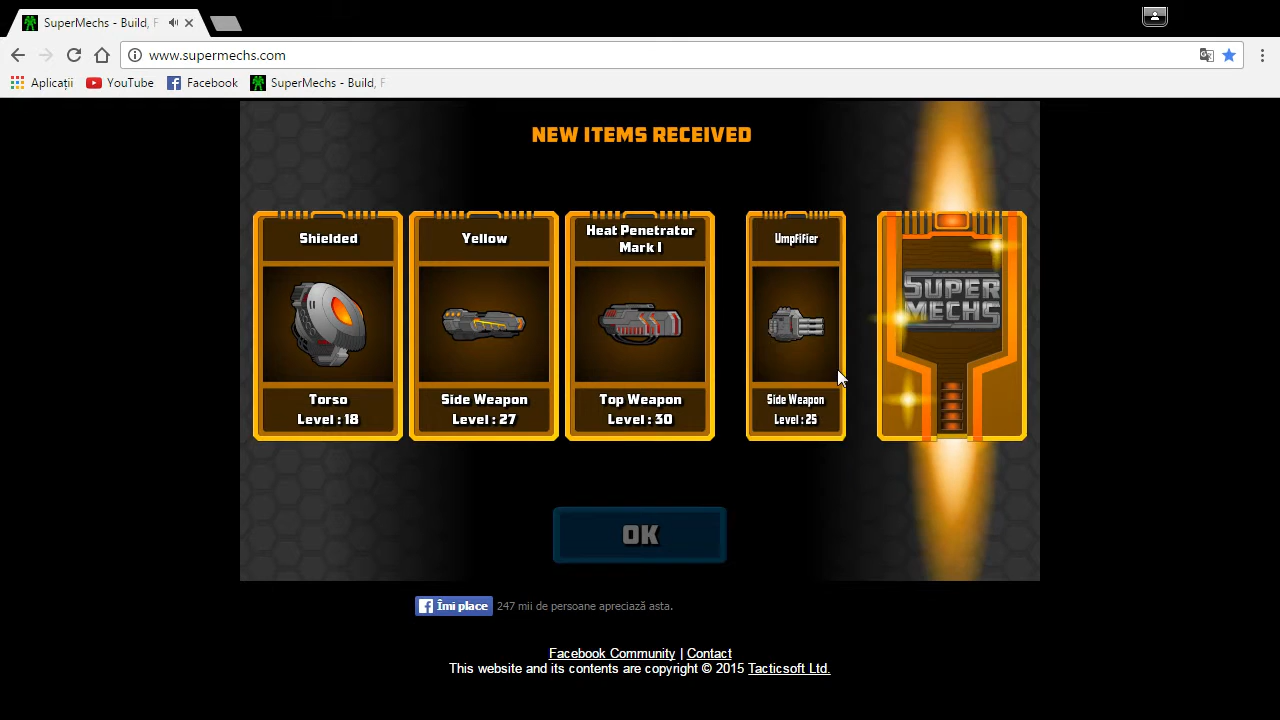 SuperMechs - Build, F
www.supermechs.com
Aplicații
YouTube
Facebook
SuperMechs - Build, F
NEW ITEMS RECEIVED
Shielded
Torso
Level : 18
Yellow
Side Weapon
Level : 27
Heat Penetrator
Mark I
Top Weapon
Level : 30
Umpfifier
Side Weapon
Level : 25
SUPER
MECHS
OK
Îmi place
247 mii de persoane apreciază asta.
Facebook Community | Contact
This website and its contents are copyright © 2015 Tacticsoft Ltd.